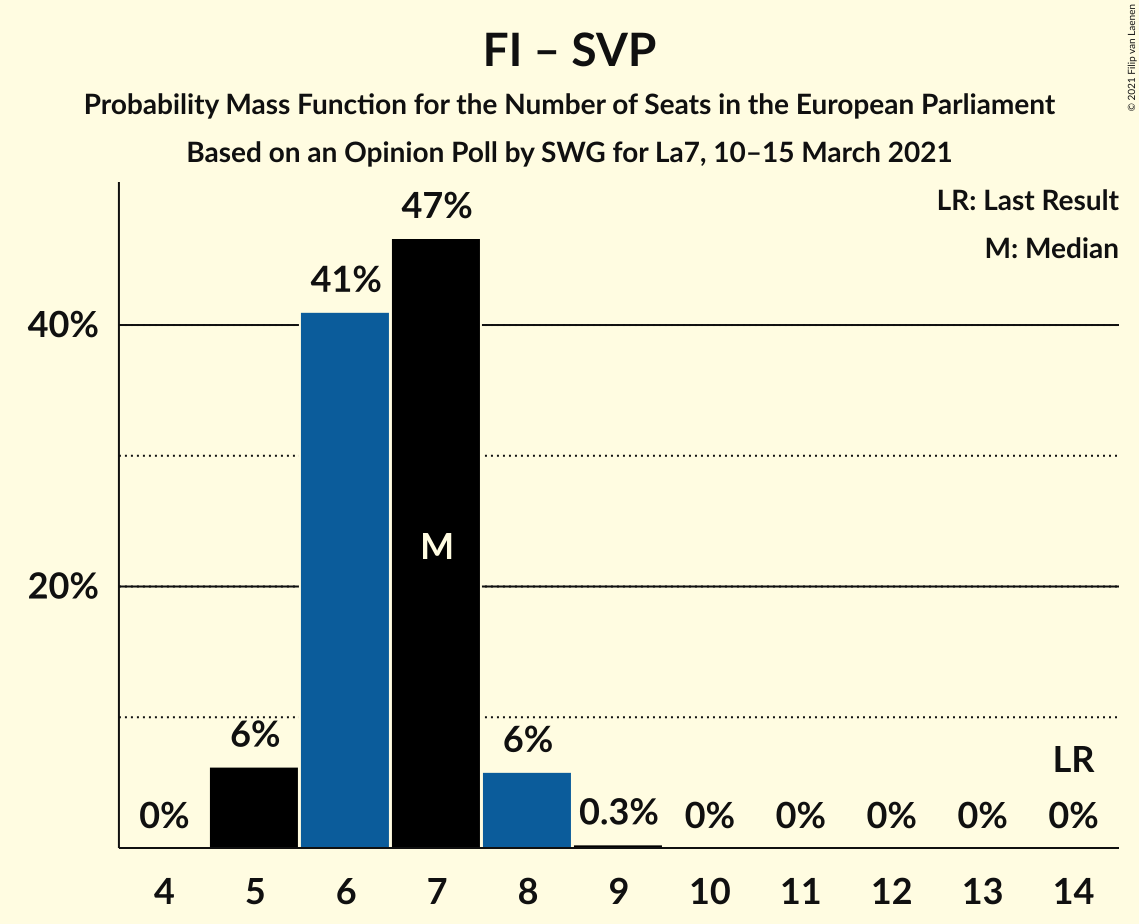 FI – SVP
Probability Mass Function for the Number of Seats in the European Parliament
Based on an Opinion Poll by SWG for La7, 10–15 March 2021
© 2021 Filip van Laenen
LR: Last Result
M: Median
47%
41%
40%
M
20%
6%
6%
LR
0%
0.3%
0%
0%
0%
0%
0%
4 5 6 7 8 9 10 11 12 13 14